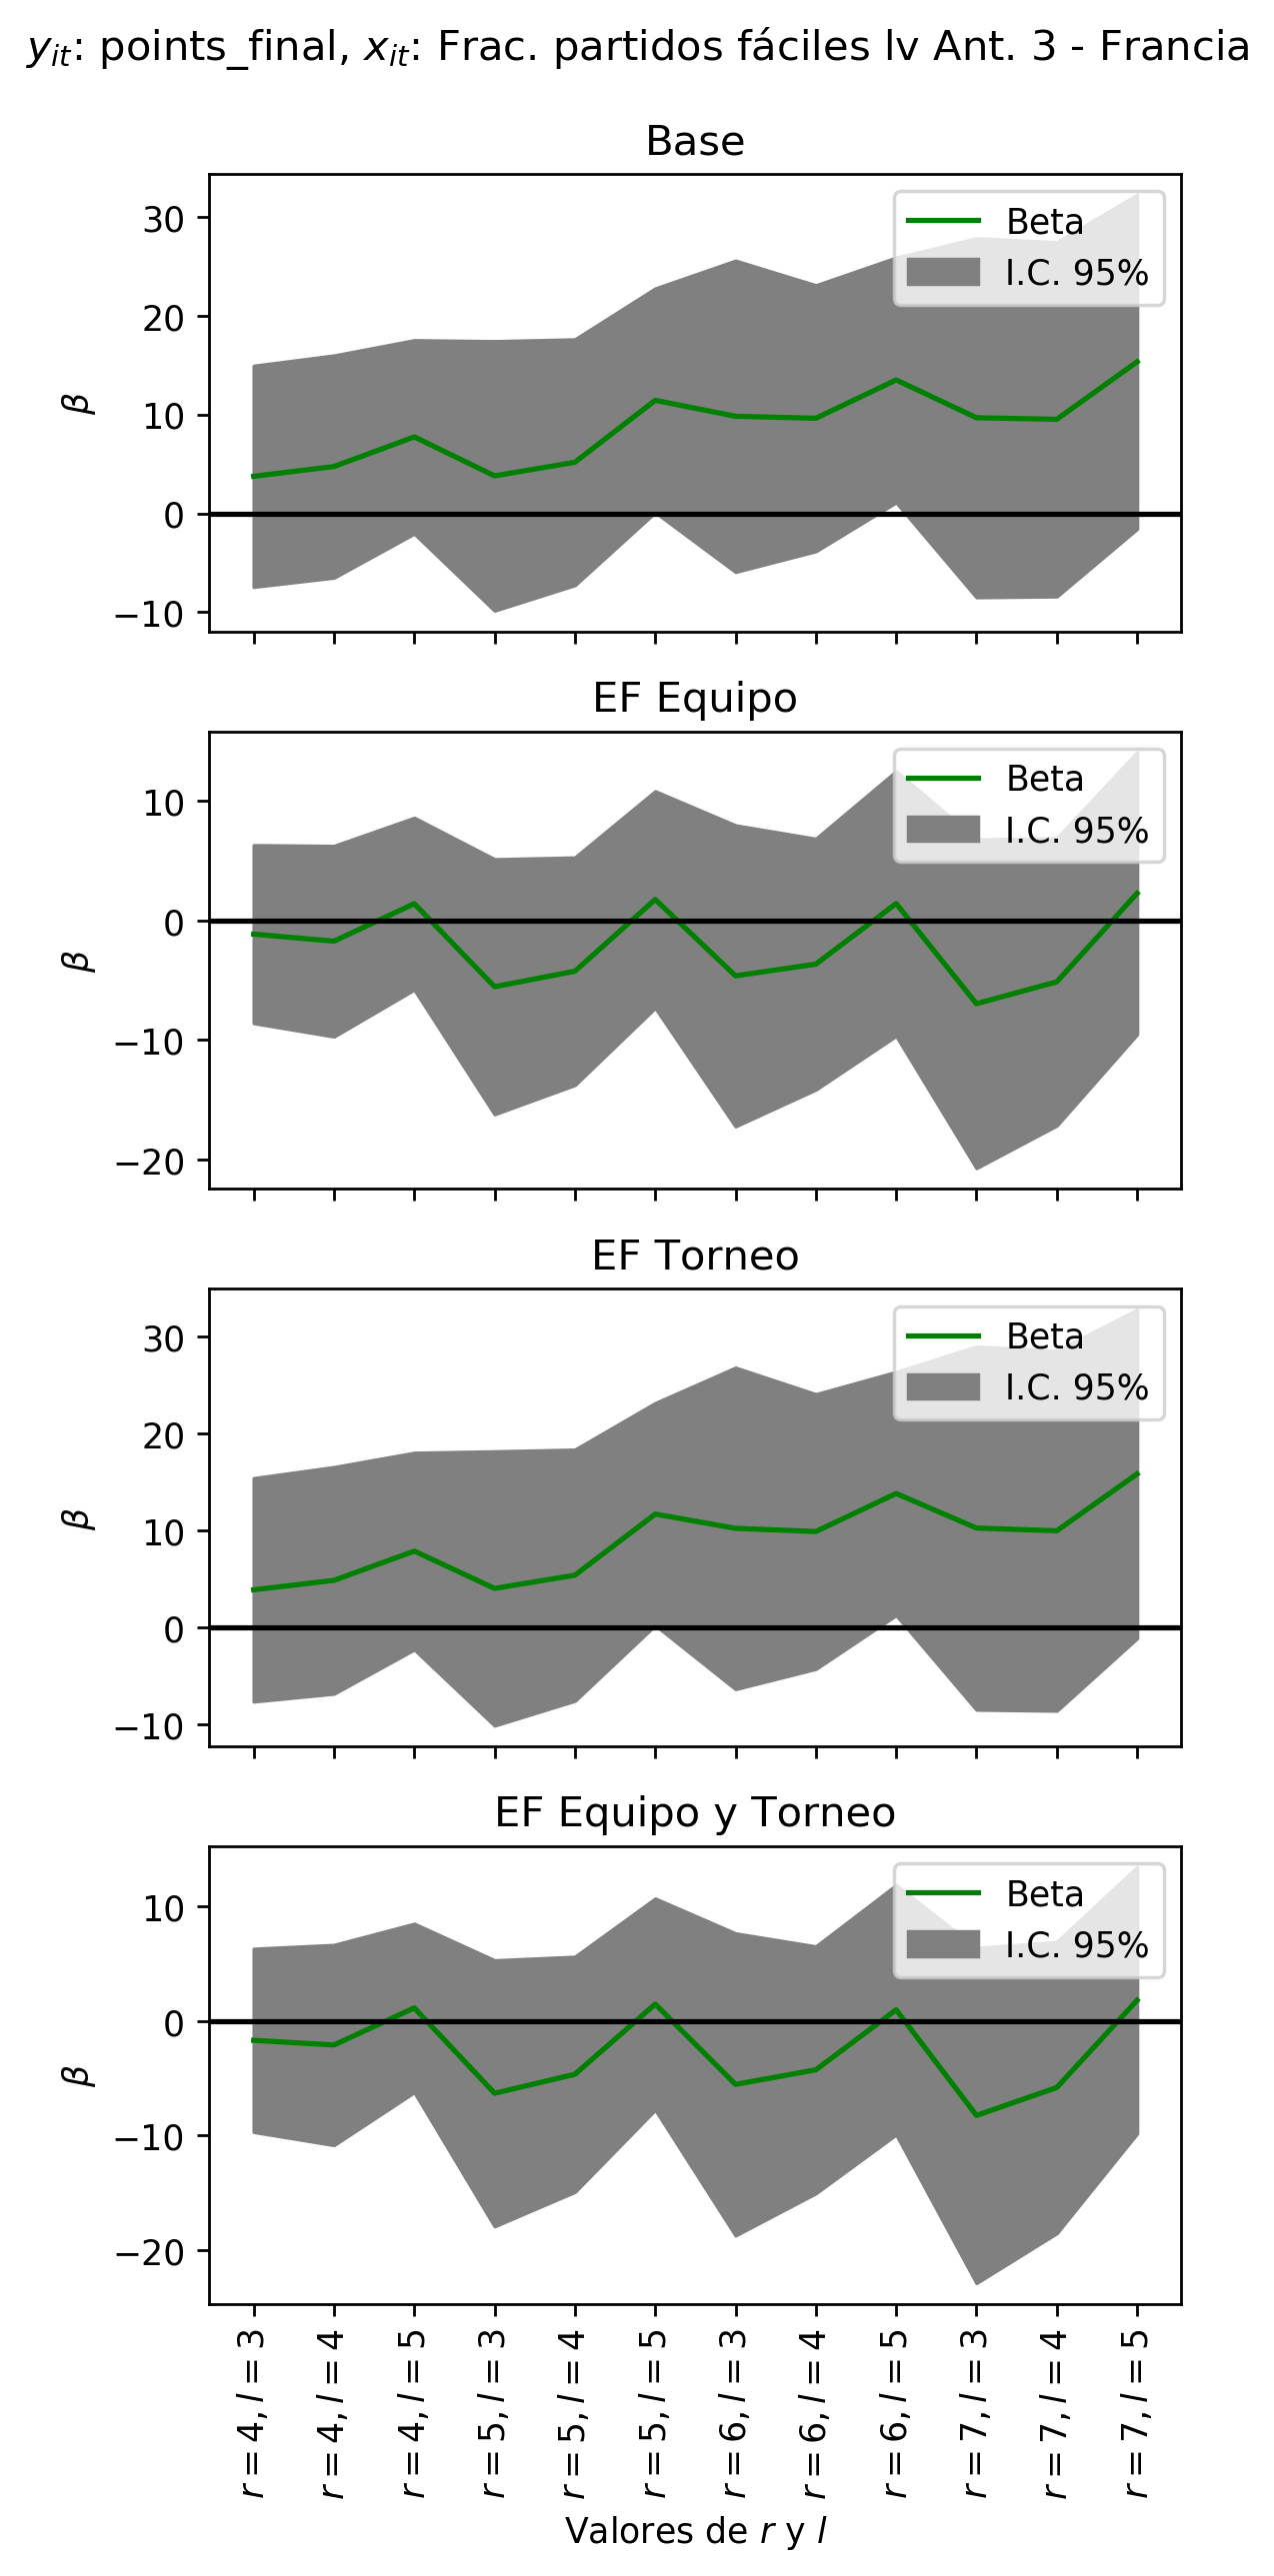 y_it: points_final, x_it: Frac. partidos fáciles lv Ant. 3 - Francia
Base
30
20
10
0
−10
β
Beta
I.C. 95%
EF Equipo
10
0
−10
−20
β
Beta
I.C. 95%
EF Torneo
30
20
10
0
−10
β
Beta
I.C. 95%
EF Equipo y Torneo
10
0
−10
−20
β
Beta
I.C. 95%
r = 4, l = 3
r = 4, l = 4
r = 4, l = 5
r = 5, l = 3
r = 5, l = 4
r = 5, l = 5
r = 6, l = 3
r = 6, l = 4
r = 6, l = 5
r = 7, l = 3
r = 7, l = 4
r = 7, l = 5
Valores de r y l